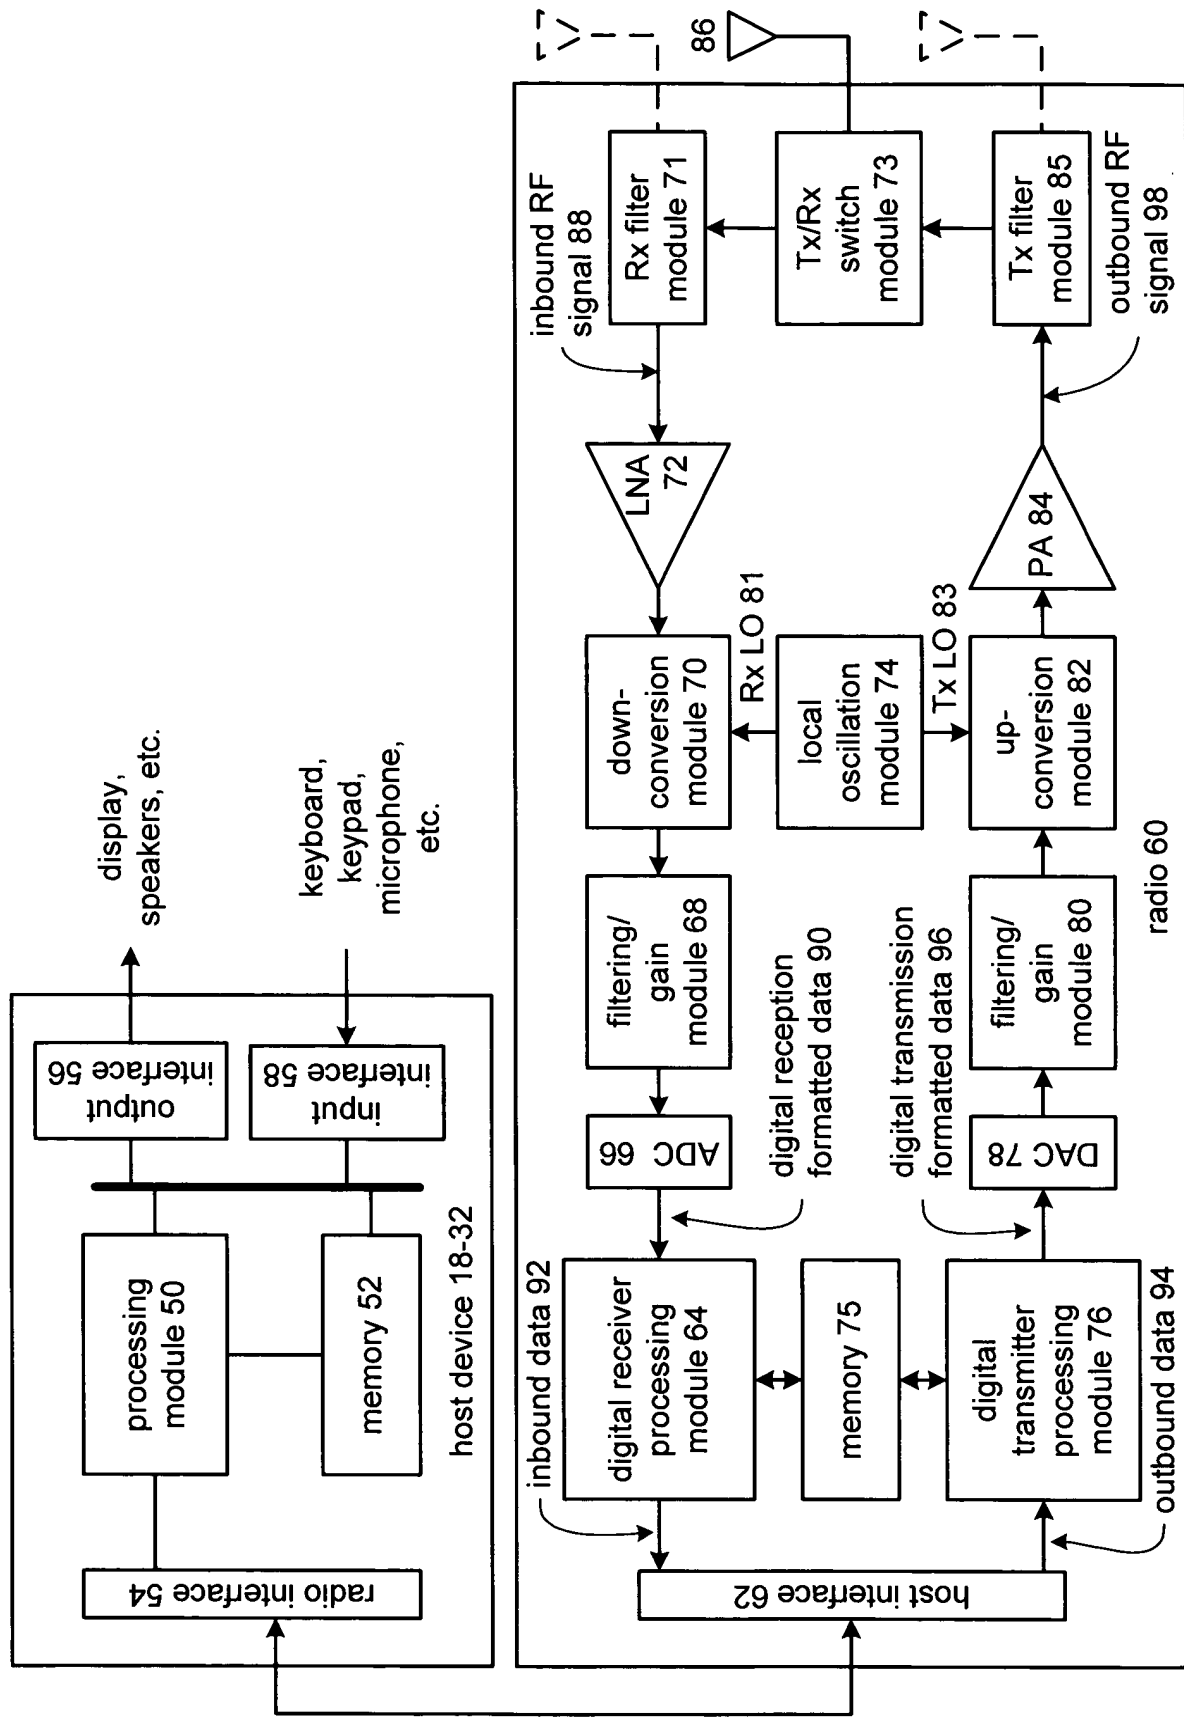 display,
speakers, etc.
keyboard,
keypad,
microphone,
etc.
output
interface 56
input
interface 58
processing
module 50
memory 52
radio interface 54
host device 18-32
86
inbound RF
signal 88
Rx filter
module 71
Tx/Rx
switch
module 73
Tx filter
module 85
outbound RF
signal 98
LNA
72
PA 84
down-
conversion
module 70
Rx LO 81
local
oscillation
module 74
Tx LO 83
up-
conversion
module 82
filtering/
gain
module 68
filtering/
gain
module 80
radio 60
ADC 66
digital reception
formatted data 90
digital transmission
formatted data 96
DAC 78
inbound data 92
digital receiver
processing
module 64
memory 75
digital
transmitter
processing
module 76
outbound data 94
host interface 62